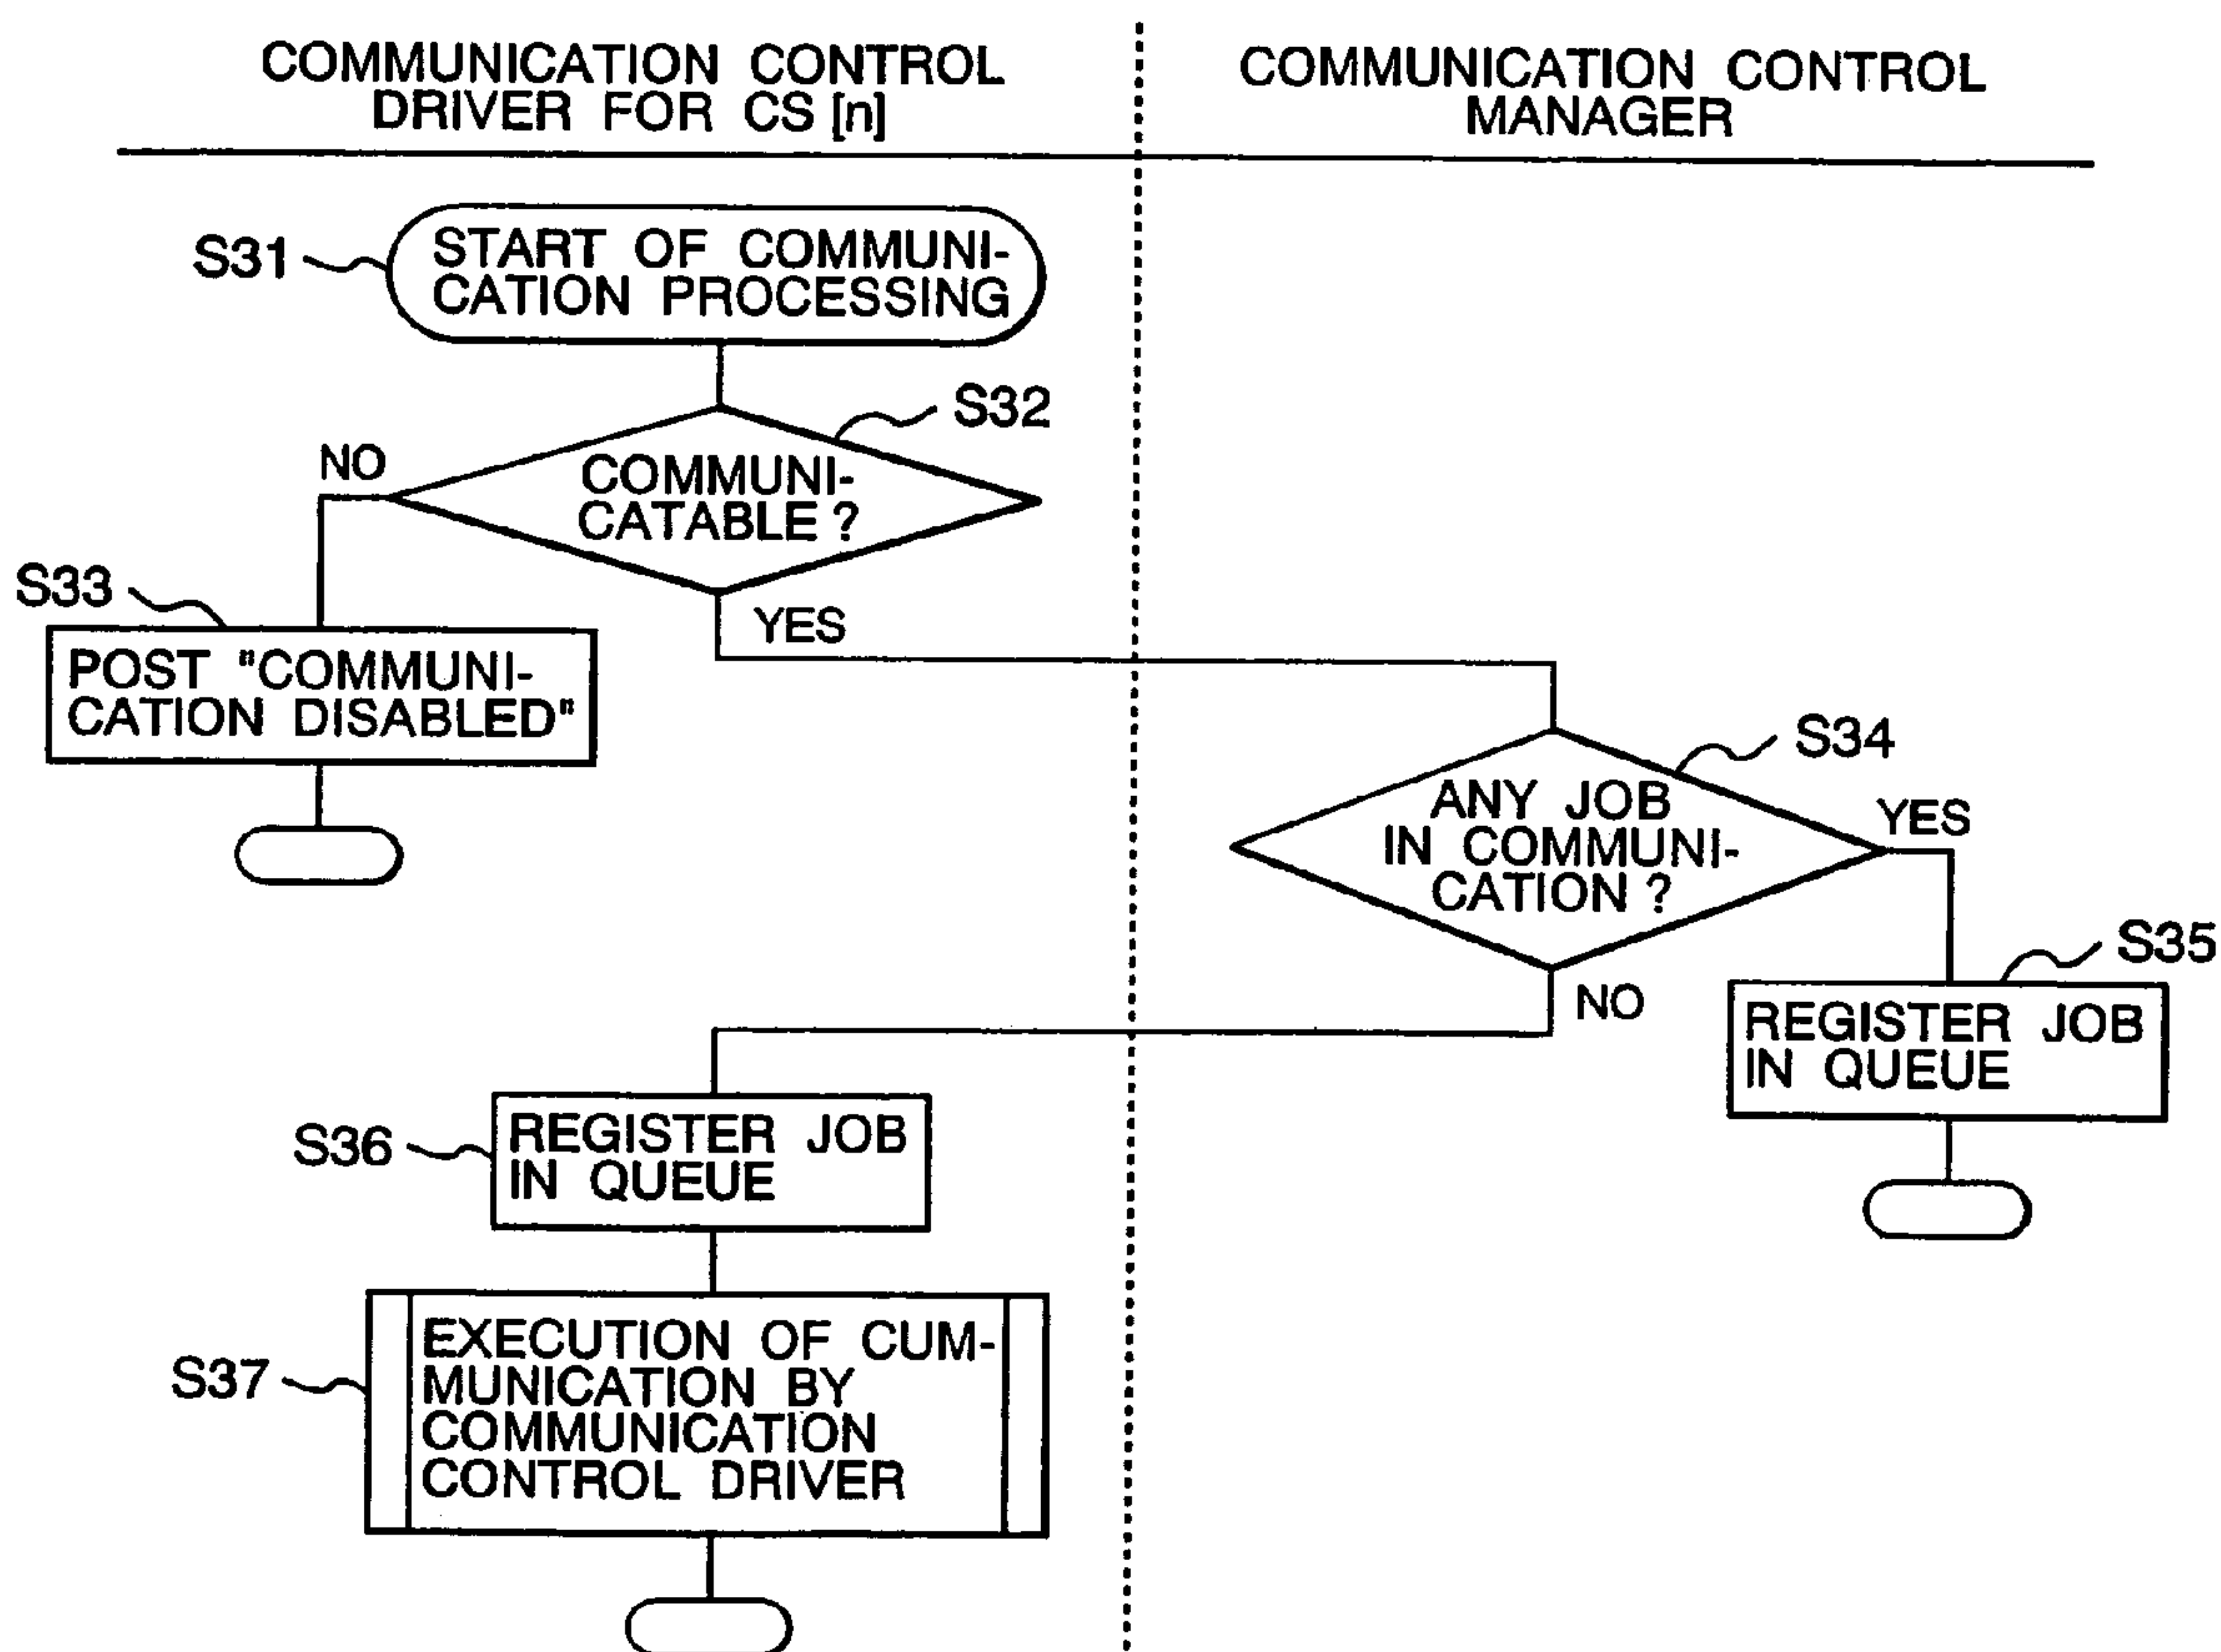 COMMUNICATION CONTROL
DRIVER FOR CS [n]
COMMUNICATION CONTROL
MANAGER
S31
START OF COMMUNI-
CATION PROCESSING
S32
NO
COMMUNI-
CATABLE ?
YES
S33
POST "COMMUNI-
CATION DISABLED"
S34
ANY JOB
IN COMMUNI-
CATION ?
YES
NO
S35
REGISTER JOB
IN QUEUE
S36
REGISTER JOB
IN QUEUE
S37
EXECUTION OF CUM-
MUNICATION BY
COMMUNICATION
CONTROL DRIVER